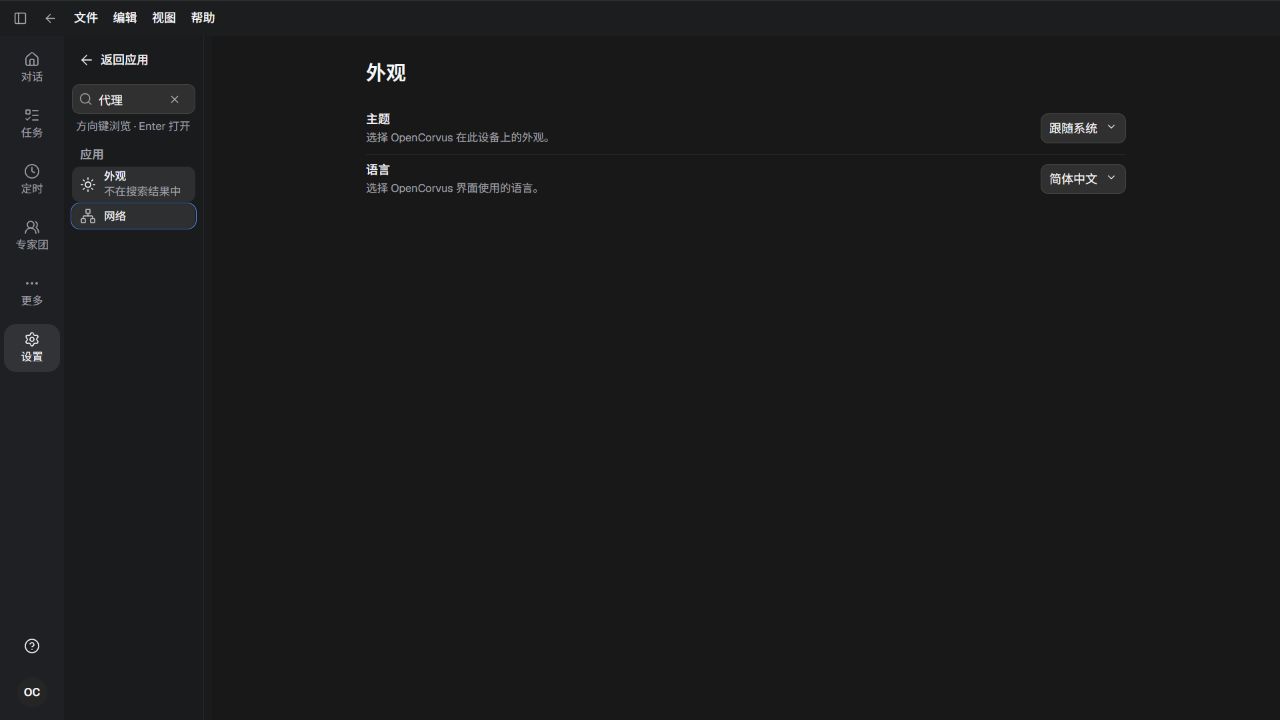 文件 编辑 视图 帮助
对话
任务
定时
专家团
更多
设置
OC
返回应用
代理
方向键浏览 · Enter 打开
应用
外观
不在搜索结果中
网络
外观
主题
选择 OpenCorvus 在此设备上的外观。
跟随系统
语言
选择 OpenCorvus 界面使用的语言。
简体中文